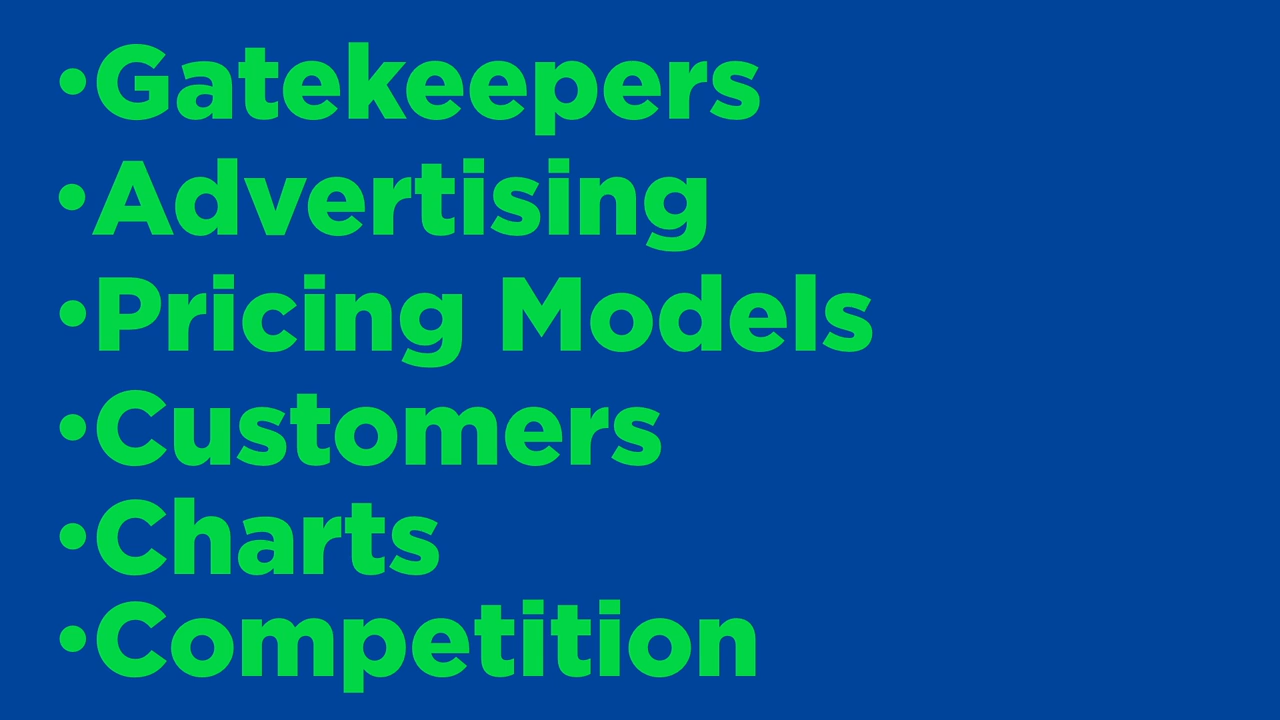 •Gatekeepers
•Advertising
•Pricing Models
•Customers
•Charts
•Competition